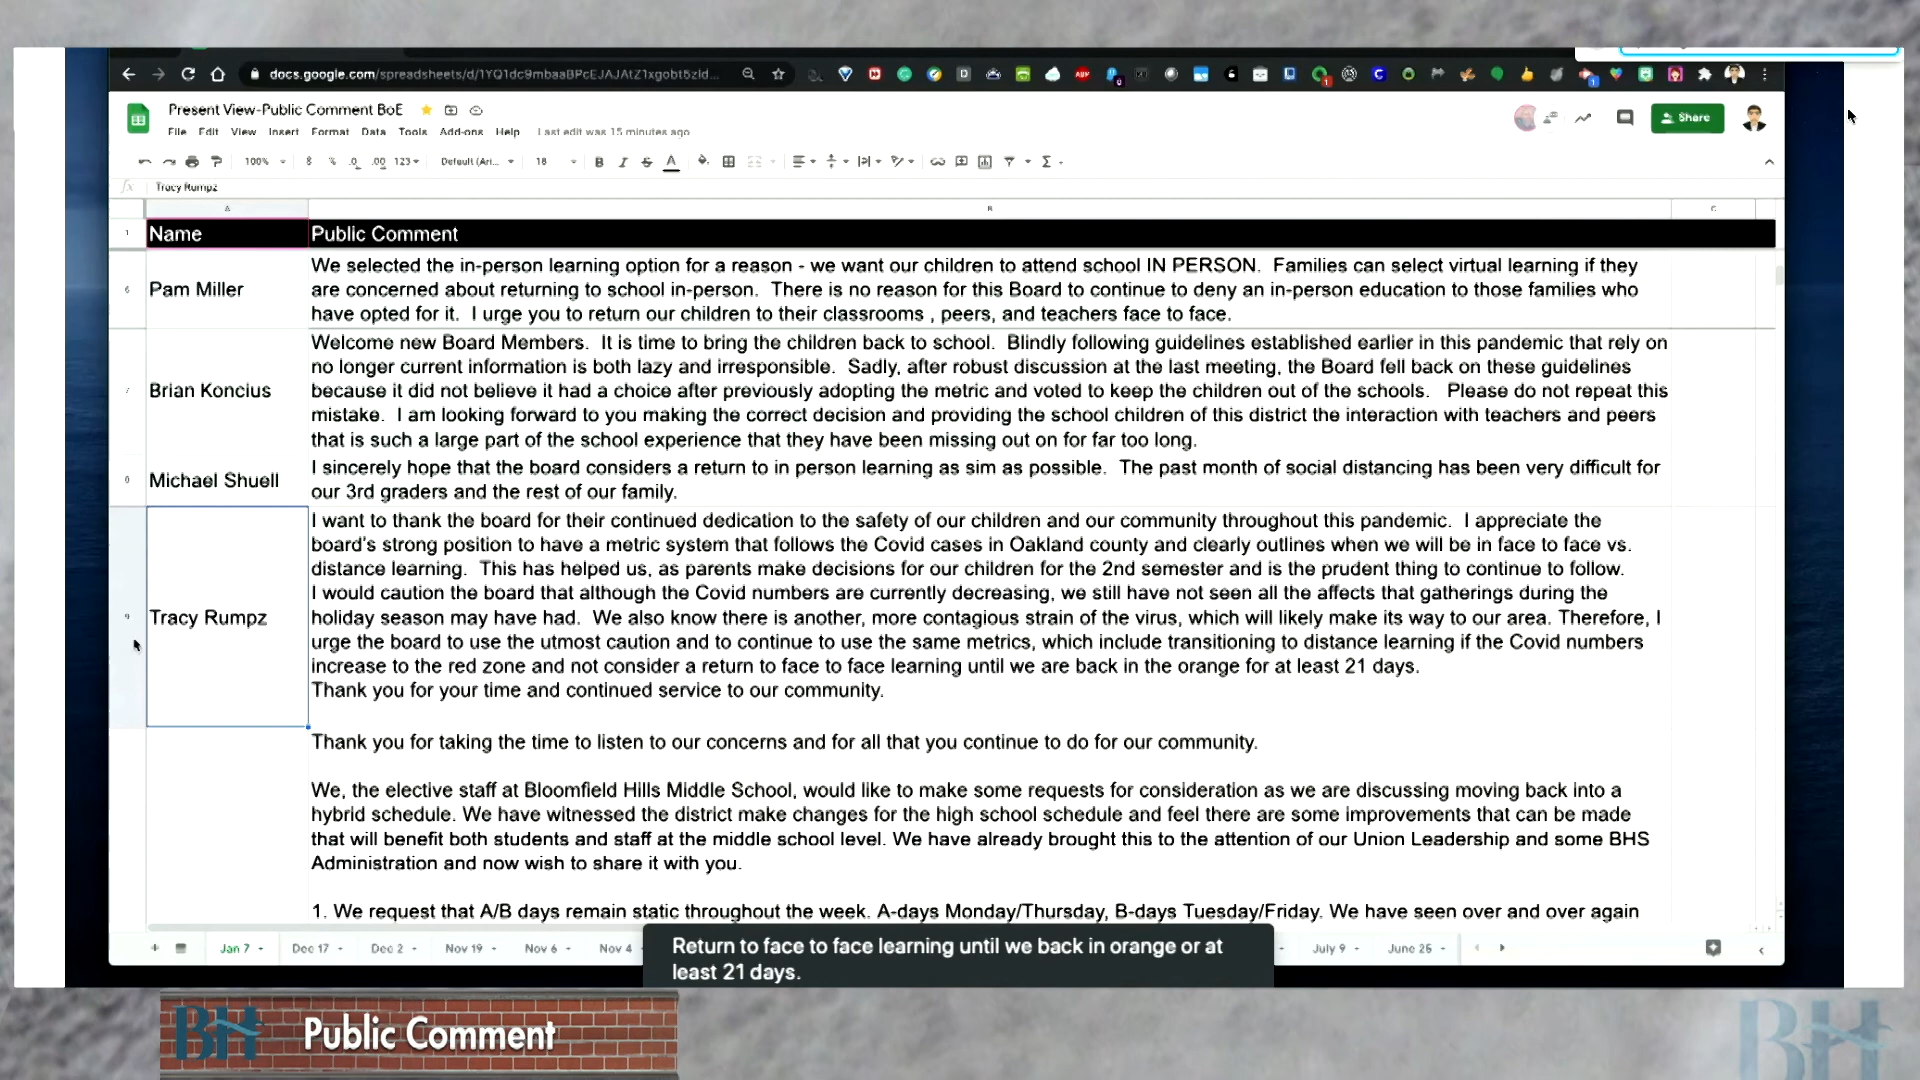 docs.google.com/spreadsheets/d/1YQ1dc9mbaaBPcEJAJAtZ1xgobt5zld...
Present View-Public Comment BoE
File Edit View Insert Format Data Tools Add-ons Help Last edit was 15 minutes ago
Share
100% $ % .0 .00 123 Default (Ari... 18 B I S A
Tracy Rumpz
A B C
1 Name Public Comment
We selected the in-person learning option for a reason - we want our children to attend school IN PERSON. Families can select virtual learning if they
6 Pam Miller are concerned about returning to school in-person. There is no reason for this Board to continue to deny an in-person education to those families who
have opted for it. I urge you to return our children to their classrooms , peers, and teachers face to face.
Welcome new Board Members. It is time to bring the children back to school. Blindly following guidelines established earlier in this pandemic that rely on
no longer current information is both lazy and irresponsible. Sadly, after robust discussion at the last meeting, the Board fell back on these guidelines
7 Brian Koncius because it did not believe it had a choice after previously adopting the metric and voted to keep the children out of the schools. Please do not repeat this
mistake. I am looking forward to you making the correct decision and providing the school children of this district the interaction with teachers and peers
that is such a large part of the school experience that they have been missing out on for far too long.
8 Michael Shuell I sincerely hope that the board considers a return to in person learning as sim as possible. The past month of social distancing has been very difficult for
our 3rd graders and the rest of our family.
I want to thank the board for their continued dedication to the safety of our children and our community throughout this pandemic. I appreciate the
board's strong position to have a metric system that follows the Covid cases in Oakland county and clearly outlines when we will be in face to face vs.
distance learning. This has helped us, as parents make decisions for our children for the 2nd semester and is the prudent thing to continue to follow.
I would caution the board that although the Covid numbers are currently decreasing, we still have not seen all the affects that gatherings during the
9 Tracy Rumpz holiday season may have had. We also know there is another, more contagious strain of the virus, which will likely make its way to our area. Therefore, I
urge the board to use the utmost caution and to continue to use the same metrics, which include transitioning to distance learning if the Covid numbers
increase to the red zone and not consider a return to face to face learning until we are back in the orange for at least 21 days.
Thank you for your time and continued service to our community.
Thank you for taking the time to listen to our concerns and for all that you continue to do for our community.
We, the elective staff at Bloomfield Hills Middle School, would like to make some requests for consideration as we are discussing moving back into a
hybrid schedule. We have witnessed the district make changes for the high school schedule and feel there are some improvements that can be made
that will benefit both students and staff at the middle school level. We have already brought this to the attention of our Union Leadership and some BHS
Administration and now wish to share it with you.
1. We request that A/B days remain static throughout the week. A-days Monday/Thursday, B-days Tuesday/Friday. We have seen over and over again
Jan 7 Dec 17 Dec 2 Nov 19 Nov 6 Nov 4 July 9 June 25
Return to face to face learning until we back in orange or at
least 21 days.
BH Public Comment
BH